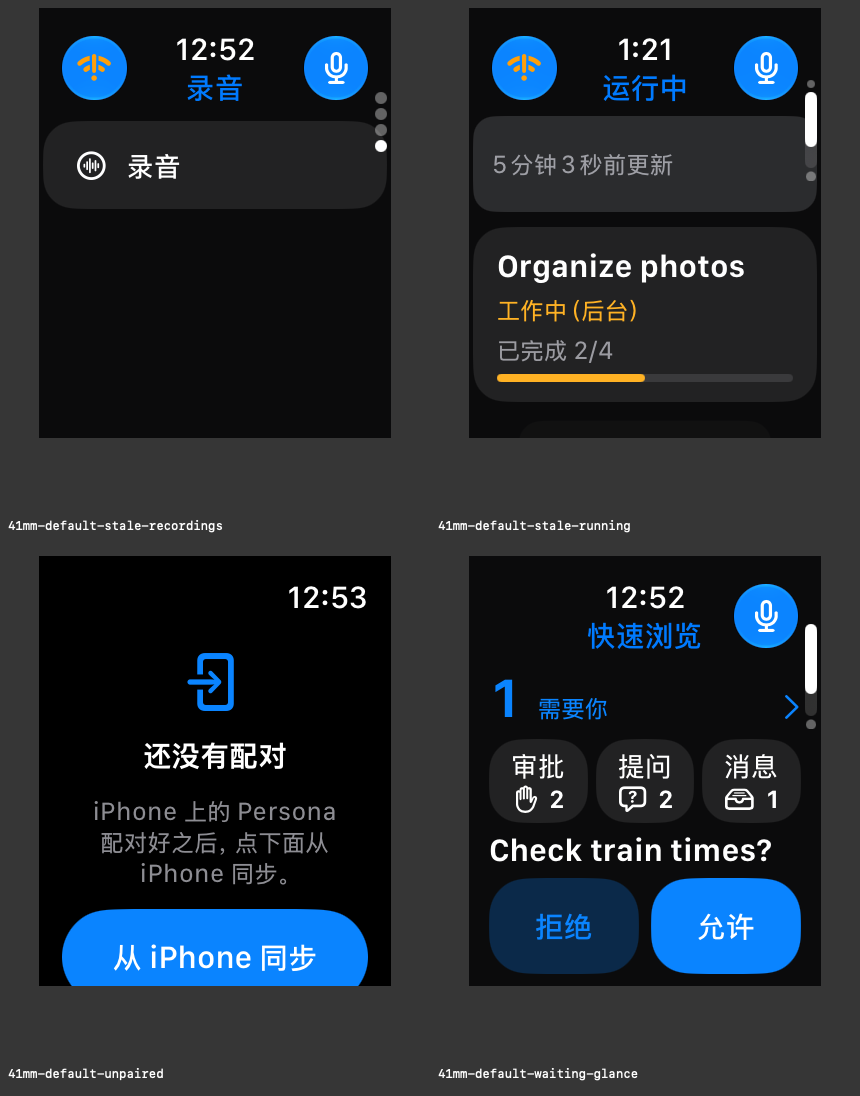 12:52
录音
录音
41mm-default-stale-recordings
1:21
运行中
5分钟3秒前更新
Organize photos
工作中(后台)
已完成 2/4
41mm-default-stale-running
12:53
还没有配对
iPhone 上的 Persona
配对好之后,点下面从
iPhone 同步。
从 iPhone 同步
41mm-default-unpaired
12:52
快速浏览
1 需要你
审批 提问 消息
2 2 1
Check train times?
拒绝 允许
41mm-default-waiting-glance